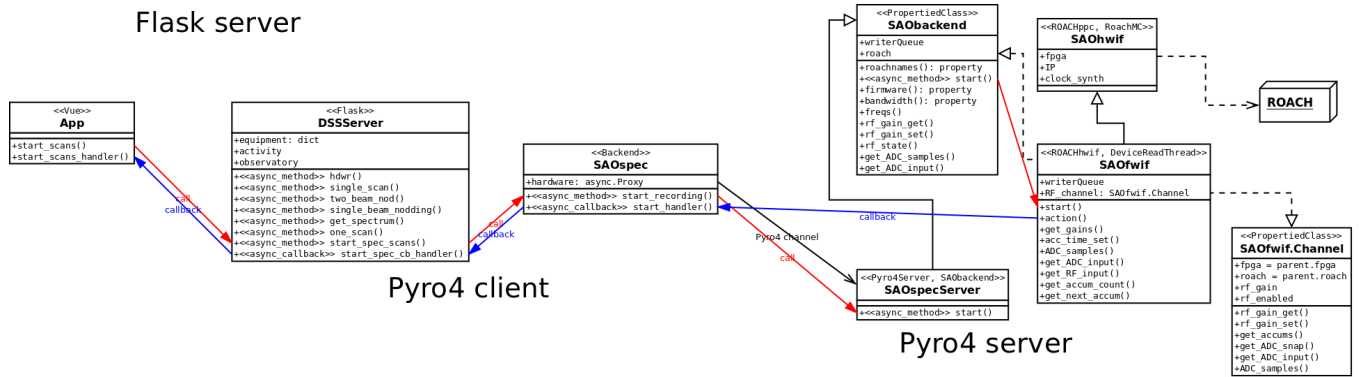 Flask server
<<Vue>>
App
+start_scans()
+start_scans_handler()
call
callback
<<Flask>>
DSSServer
+equipment: dict
+activity
+observatory
+<<async_method>> hdwr()
+<<async_method>> single_scan()
+<<async_method>> two_beam_nod()
+<<async_method>> single_beam_nodding()
+<<async_method>> get_spectrum()
+<<async_method>> one_scan()
+<<async_method>> start_spec_scans()
+<<async_callback>> start_spec_cb_handler()
call
callback
Pyro4 client
<<Backend>>
SAOspec
+hardware: async.Proxy
+<<async_method>> start_recording()
+<<async_callback>> start_handler()
Pyro4 channel
call
callback
<<PropertiedClass>>
SAObackend
+writerQueue
+roach
+roachnames(): property
+<<async_method>> start()
+firmware(): property
+bandwidth(): property
+freqs()
+rf_gain_get()
+rf_gain_set()
+rf_state()
+get_ADC_samples()
+get_ADC_input()
<<Pyro4Server, SAObackend>>
SAOspecServer
+<<async_method>> start()
Pyro4 server
<<ROACHppc, RoachMC>>
SAOhwif
+fpga
+IP
+clock_synth
ROACH
<<ROACHhwif, DeviceReadThread>>
SAOfwif
+writerQueue
+RF_channel: SAOfwif.Channel
+start()
+action()
+get_gains()
+acc_time_set()
+ADC_samples()
+get_ADC_input()
+get_RF_input()
+get_accum_count()
+get_next_accum()
<<PropertiedClass>>
SAOfwif.Channel
+fpga = parent.fpga
+roach = parent.roach
+rf_gain
+rf_enabled
+rf_gain_get()
+rf_gain_set()
+get_accums()
+get_ADC_snap()
+get_ADC_input()
+ADC_samples()